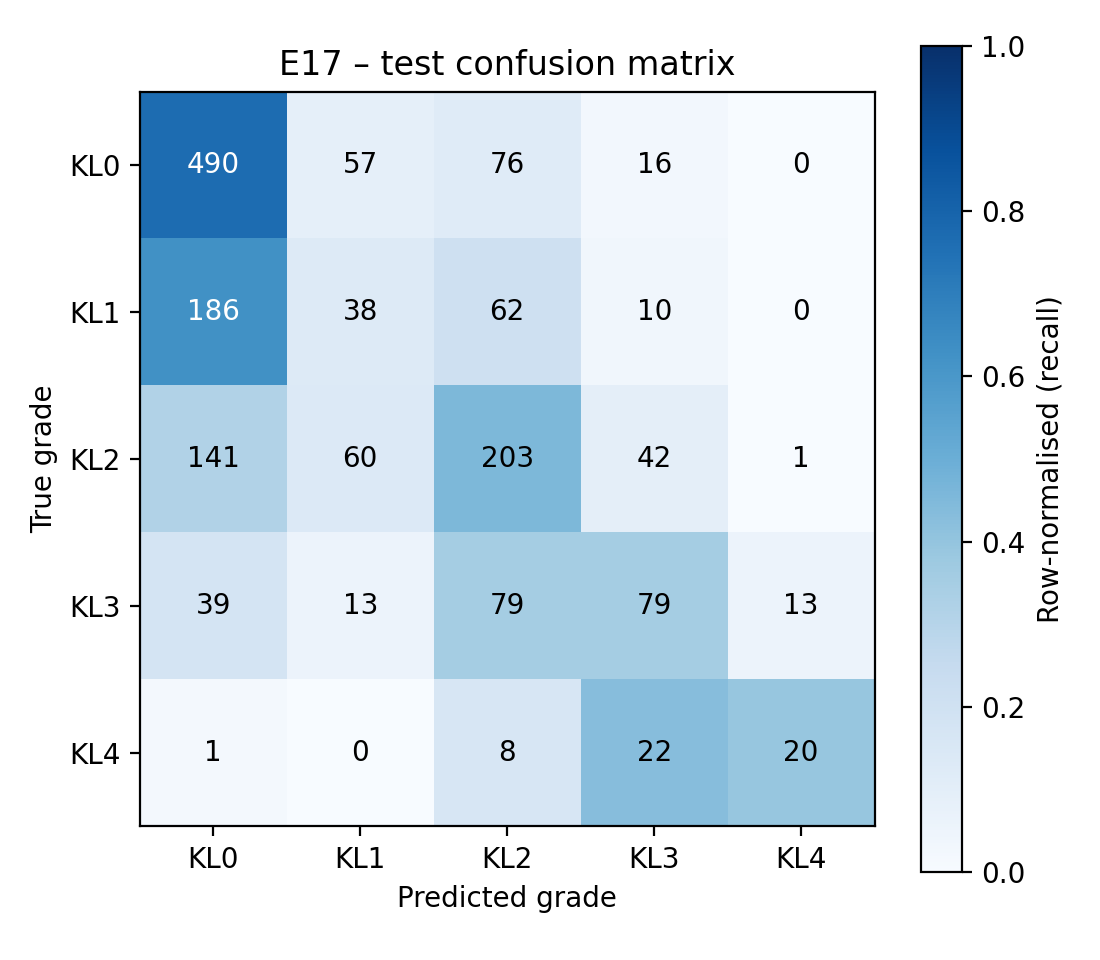 E17 – test confusion matrix
True grade
KL0 490 57 76 16 0
KL1 186 38 62 10 0
KL2 141 60 203 42 1
KL3 39 13 79 79 13
KL4 1 0 8 22 20
KL0 KL1 KL2 KL3 KL4
Predicted grade
1.0
0.8
0.6
0.4
0.2
0.0
Row-normalised (recall)